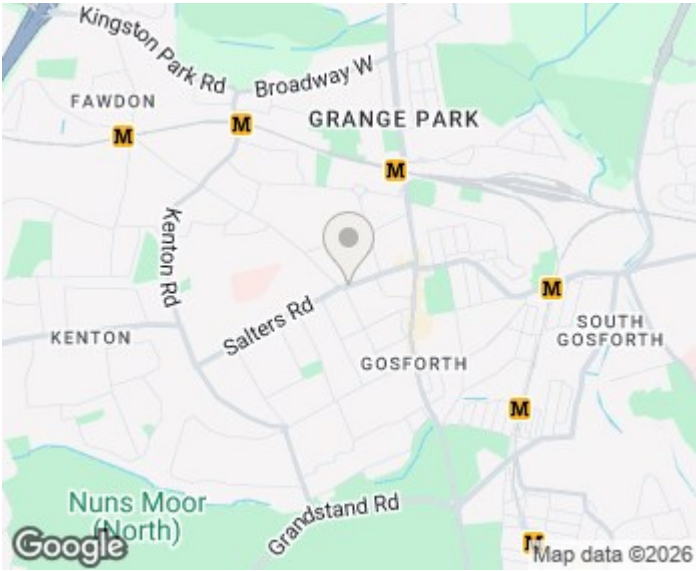 Kingston Park Rd
Broadway W
FAWDON
M
M
GRANGE PARK
M
Kenton Rd
M
Salters Rd
KENTON
SOUTH
GOSFORTH
GOSFORTH
M
Nuns Moor
(North)
Grandstand Rd
M
Google
Map data ©2026